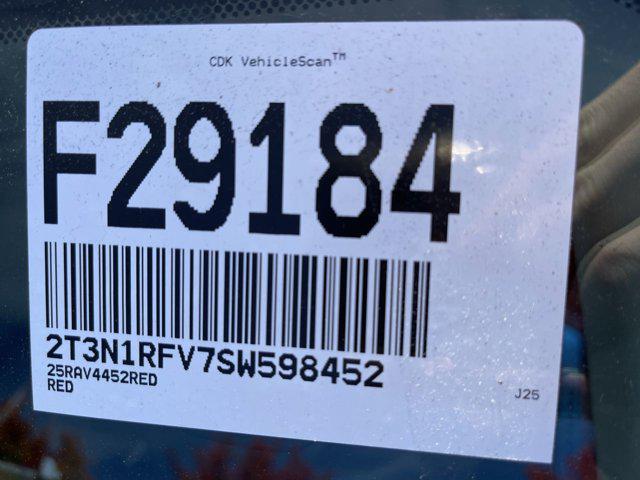 CDK VehicleScan™
F29184
2T3N1RFV7SW598452
25RAV4452RED
RED
J25